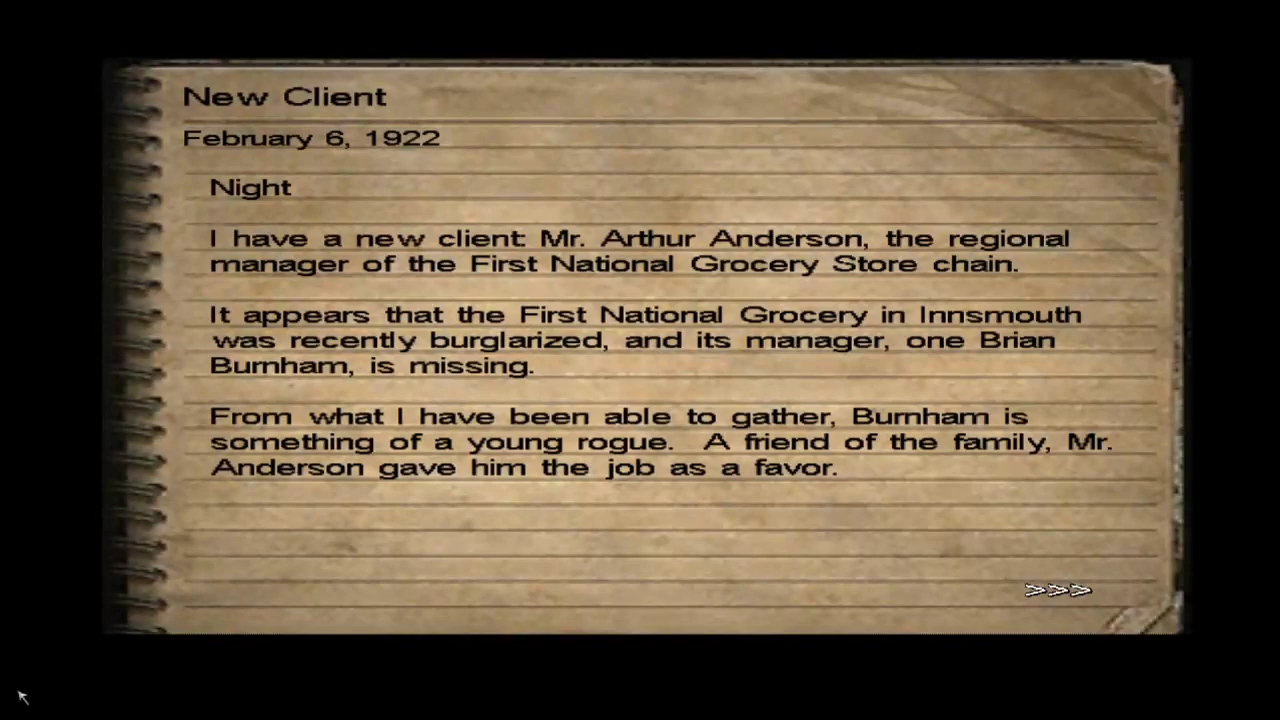 New Client
February 6, 1922
Night
I have a new client: Mr. Arthur Anderson, the regional
manager of the First National Grocery Store chain.
It appears that the First National Grocery in Innsmouth
was recently burglarized, and its manager, one Brian
Burnham, is missing.
From what I have been able to gather, Burnham is
something of a young rogue. A friend of the family, Mr.
Anderson gave him the job as a favor.
>>>